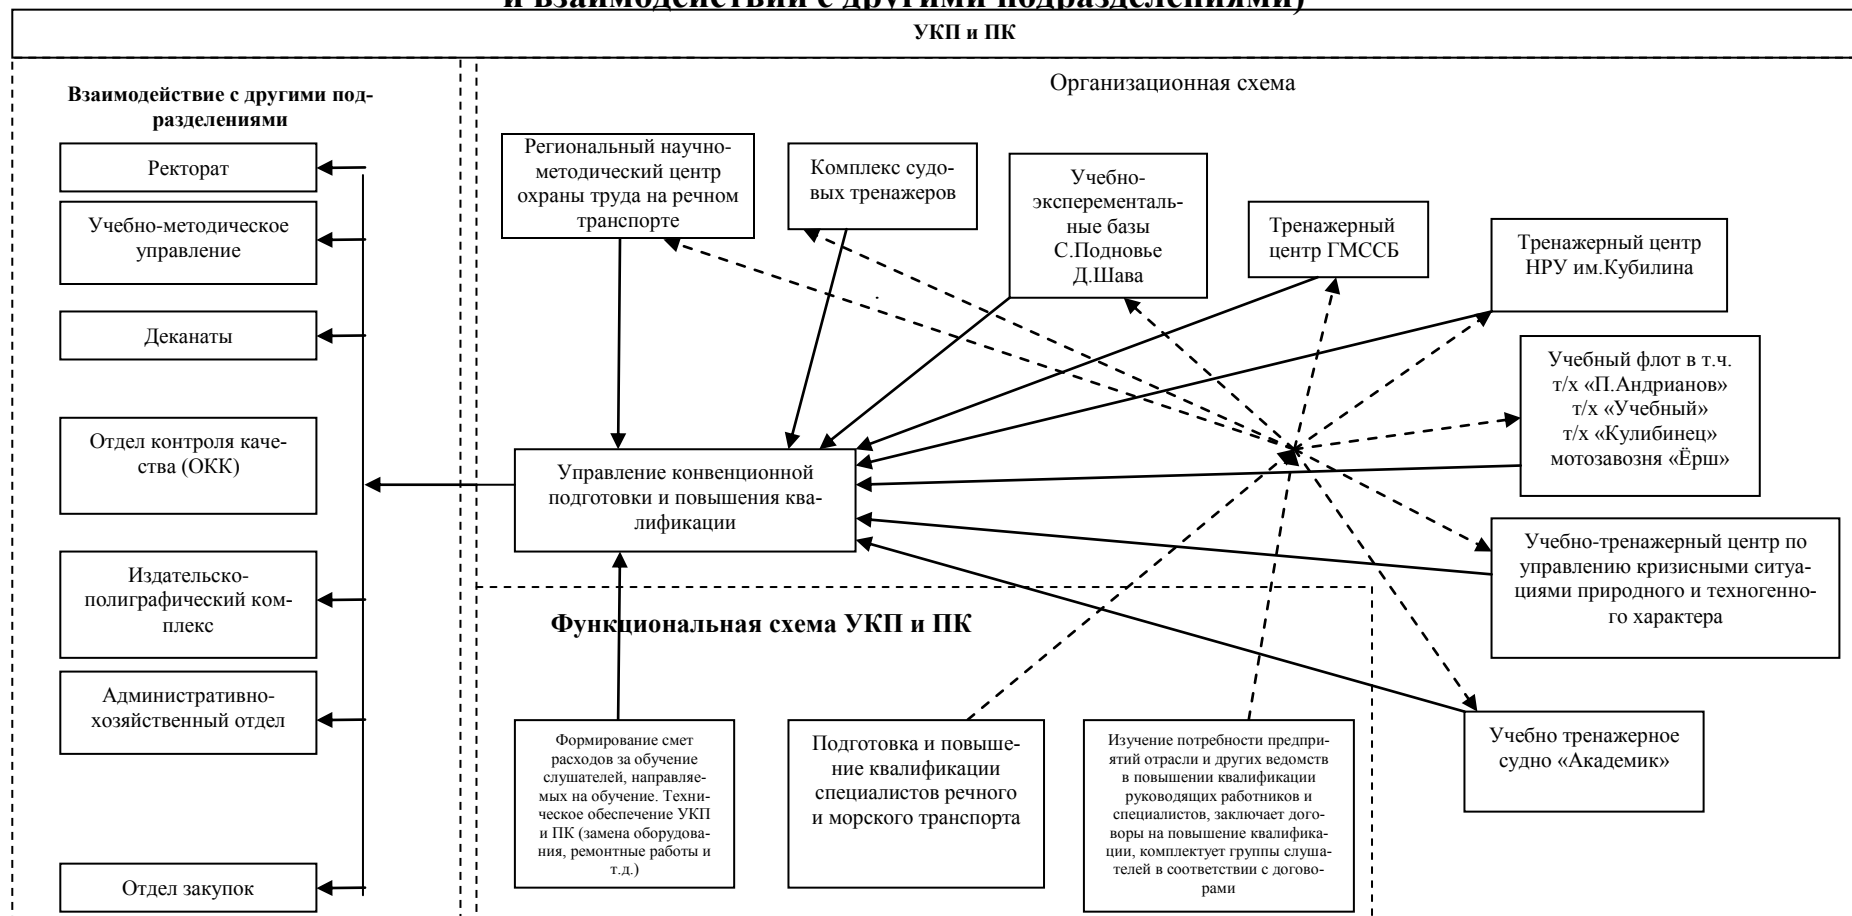 и взаимодействии с другими подразделениями)
УКП и ПК
Взаимодействие с другими под-
разделениями
Ректорат
Учебно-методическое
управление
Деканаты
Отдел контроля каче-
ства (ОКК)
Издательско-
полиграфический ком-
плекс
Административно-
хозяйственный отдел
Отдел закупок
Организационная схема
Региональный научно-
методический центр
охраны труда на речном
транспорте
Комплекс судо-
вых тренажеров
Учебно-
эксперементаль-
ные базы
С.Подновье
Д.Шава
Тренажерный
центр ГМССБ
Тренажерный центр
НРУ им.Кубилина
Учебный флот в т.ч.
т/х «П.Андрианов»
т/х «Учебный»
т/х «Кулибинец»
мотозавозня «Ёрш»
Управление конвенционной
подготовки и повышения ква-
лификации
Учебно-тренажерный центр по
управлению кризисными ситуа-
циями природного и техногенно-
го характера
Учебно тренажерное
судно «Академик»
Функциональная схема УКП и ПК
Формирование смет
расходов за обучение
слушателей, направляе-
мых на обучение. Техни-
ческое обеспечение УКП
и ПК (замена оборудова-
ния, ремонтные работы и
т.д.)
Подготовка и повыше-
ние квалификации
специалистов речного
и морского транспорта
Изучение потребности предпри-
ятий отрасли и других ведомств
в повышении квалификации
руководящих работников и
специалистов, заключает дого-
воры на повышение квалифика-
ции, комплектует группы слуша-
телей в соответствии с догово-
рами